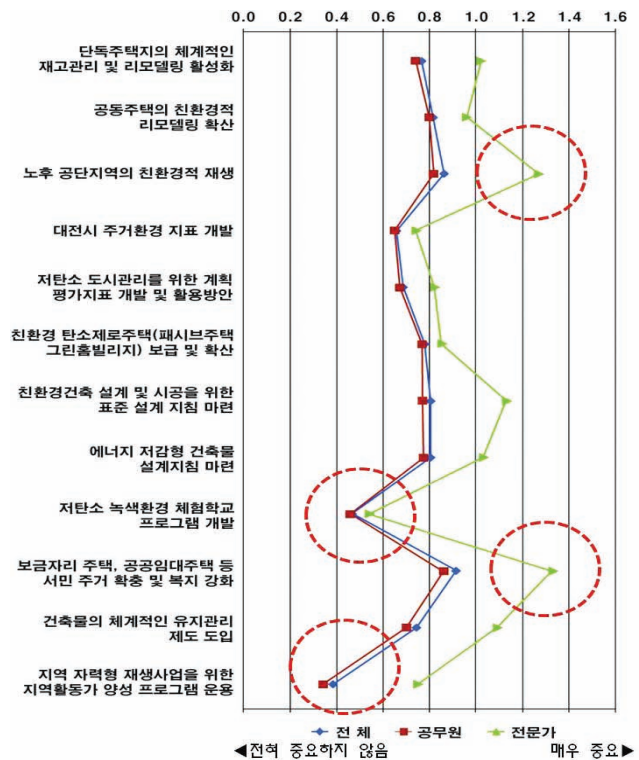 0.0 0.2 0.4 0.6 0.8 1.0 1.2 1.4 1.6
단독주택지의 체계적인
재고관리 및 리모델링 활성화
공동주택의 친환경적
리모델링 확산
노후 공단지역의 친환경적 재생
대전시 주거환경 지표 개발
저탄소 도시관리를 위한 계획
평가지표 개발 및 활용방안
친환경 탄소제로주택(패시브주택
그린홈빌리지) 보급 및 확산
친환경건축 설계 및 시공을 위한
표준 설계 지침 마련
에너지 저감형 건축물
설계지침 마련
저탄소 녹색환경 체험학교
프로그램 개발
보금자리 주택, 공공임대주택 등
서민 주거 확충 및 복지 강화
건축물의 체계적인 유지관리
제도 도입
지역 자력형 재생사업을 위한
지역활동가 양성 프로그램 운용
전 체 공무원 전문가
◀전혀 중요하지 않음 매우 중요▶